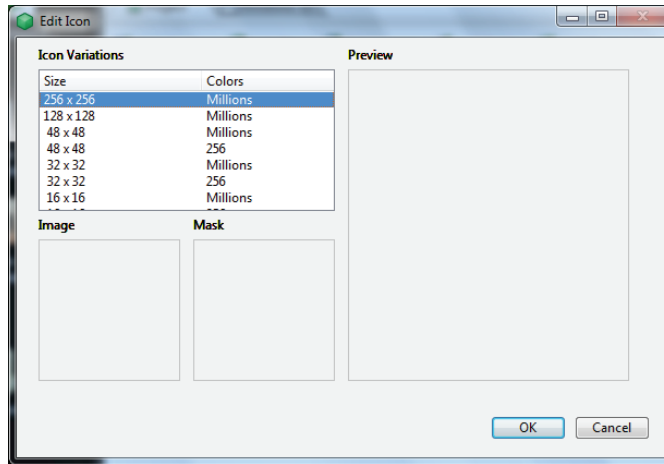 Edit Icon
Icon Variations
Preview
Size Colors
256 x 256 Millions
128 x 128 Millions
48 x 48 Millions
48 x 48 256
32 x 32 Millions
32 x 32 256
16 x 16 Millions
Image
Mask
OK
Cancel